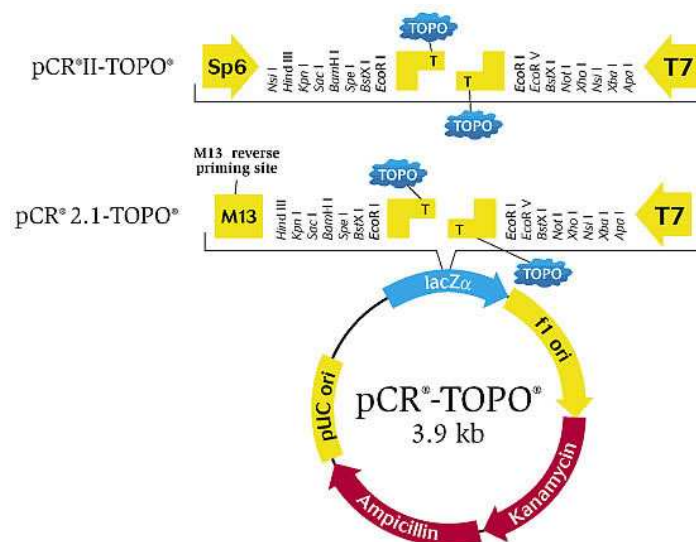 TOPO
pCR®II-TOPO®
Sp6
Nsi I
Hind III
Kpn I
Sac I
BamH I
Spe I
BstX I
EcoR I
T
T
EcoR I
EcoR V
BstX I
Not I
Xho I
Nsi I
Xba I
Apa I
T7
TOPO
M13 reverse
priming site
TOPO
pCR® 2.1-TOPO®
M13
Hind III
Kpn I
Sac I
BamH I
Spe I
BstX I
EcoR I
T
T
EcoR I
EcoR V
BstX I
Not I
Xho I
Nsi I
Xba I
Apa I
T7
TOPO
lacZα
f1 ori
pUC ori
pCR®-TOPO®
3.9 kb
Kanamycin
Ampicillin